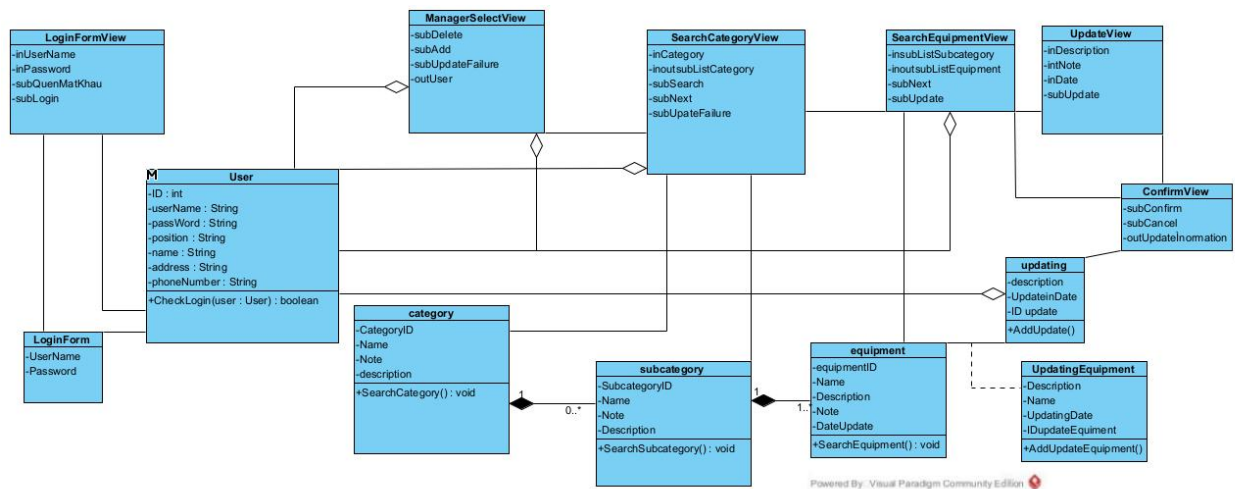 LoginFormView
-inUserName
-inPassword
-subQuenMatKhau
-subLogin
ManagerSelectView
-subDelete
-subAdd
-subUpdateFailure
-outUser
SearchCategoryView
-inCategory
-inoutsubListCategory
-subSearch
-subNext
-subUpateFailure
SearchEquipmentView
-insubListSubcategory
-inoutsubListEquipment
-subNext
-subUpdate
UpdateView
-inDescription
-intNote
-inDate
-subUpdate
M
User
-ID : int
-userName : String
-passWord : String
-position : String
-name : String
-address : String
-phoneNumber : String
+CheckLogin(user : User) : boolean
ConfirmView
-subConfirm
-subCancel
-outUpdateInormation
updating
-description
-UpdateinDate
-ID update
+AddUpdate()
LoginForm
-UserName
-Password
category
-CategoryID
-Name
-Note
-description
+SearchCategory() : void
1
0..*
subcategory
-SubcategoryID
-Name
-Note
-Description
+SearchSubcategory() : void
1
1..*
equipment
-equipmentID
-Name
-Description
-Note
-DateUpdate
+SearchEquipment() : void
UpdatingEquipment
-Description
-Name
-UpdatingDate
-IDupdateEquiment
+AddUpdateEquipment()
Powered By Visual Paradigm Community Edition